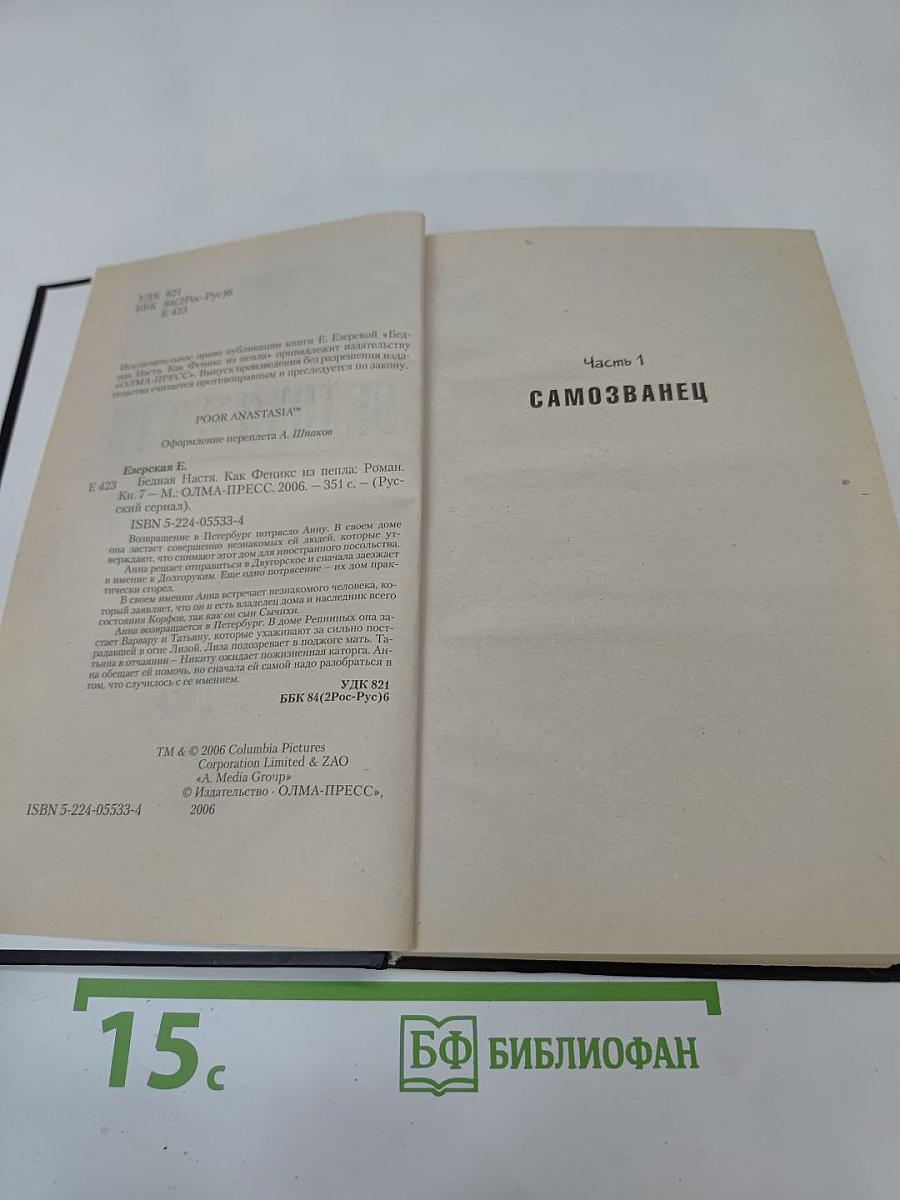 УДК 821
ББК 84(2Рос-Рус)6
Е 423
Исключительное право публикации книги Е. Езерской «Бед-
ная Настя. Как Феникс из пепла» принадлежит издательству
«ОЛМА-ПРЕСС». Выпуск произведения без разрешения изда-
тельства считается противоправным и преследуется по закону.
POOR ANASTASIA™
Оформление переплета А. Шпаков
Езерская Е.
Е 423 Бедная Настя. Как Феникс из пепла: Роман.
Кн. 7 – М.: ОЛМА-ПРЕСС, 2006. – 351 с. – (Рус-
ский сериал).
ISBN 5-224-05533-4
Возвращение в Петербург потрясло Анну. В своем доме
она застает совершенно незнакомых ей людей, которые ут-
верждают, что снимают этот дом для иностранного посольства.
Анна решает отправиться в Двугорское и сначала заезжает
в имение к Долгоруким. Еще одно потрясение – их дом прак-
тически сгорел.
В своем имении Анна встречает незнакомого человека, ко-
торый заявляет, что он и есть владелец дома и наследник всего
состояния Корфов, так как он сын Сычихи.
Анна возвращается в Петербург. В доме Репниных она за-
стает Варвару и Татьяну, которые ухаживают за сильно пост-
радавшей в огне Лизой. Лиза подозревает в поджоге мать. Та-
тьяна в отчаянии – Никиту ожидает пожизненная каторга. Ан-
на обещает ей помочь, но сначала ей самой надо разобраться в
том, что случилось с ее имением.
УДК 821
ББК 84(2Рос-Рус)6
TM & © 2006 Columbia Pictures
Corporation Limited & ZAO
«A. Media Group»
© Издательство · ОЛМА-ПРЕСС»,
ISBN 5-224-05533-4 2006
Часть 1
САМОЗВАНЕЦ
15 с
БФ БИБЛИОФАН